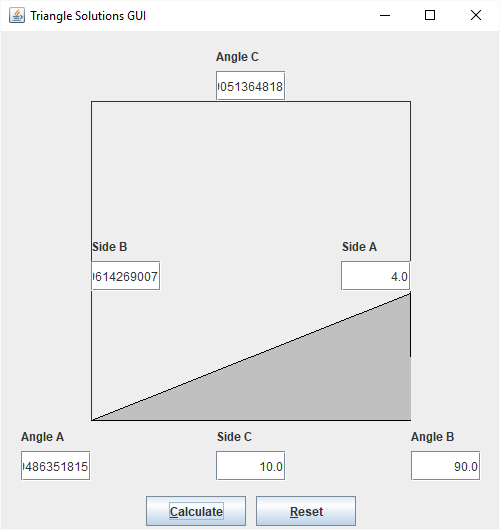 Triangle Solutions GUI
Angle C
051364818
Side B
Side A
614269007
4.0
Angle A
Side C
Angle B
486351815
10.0
90.0
Calculate
Reset